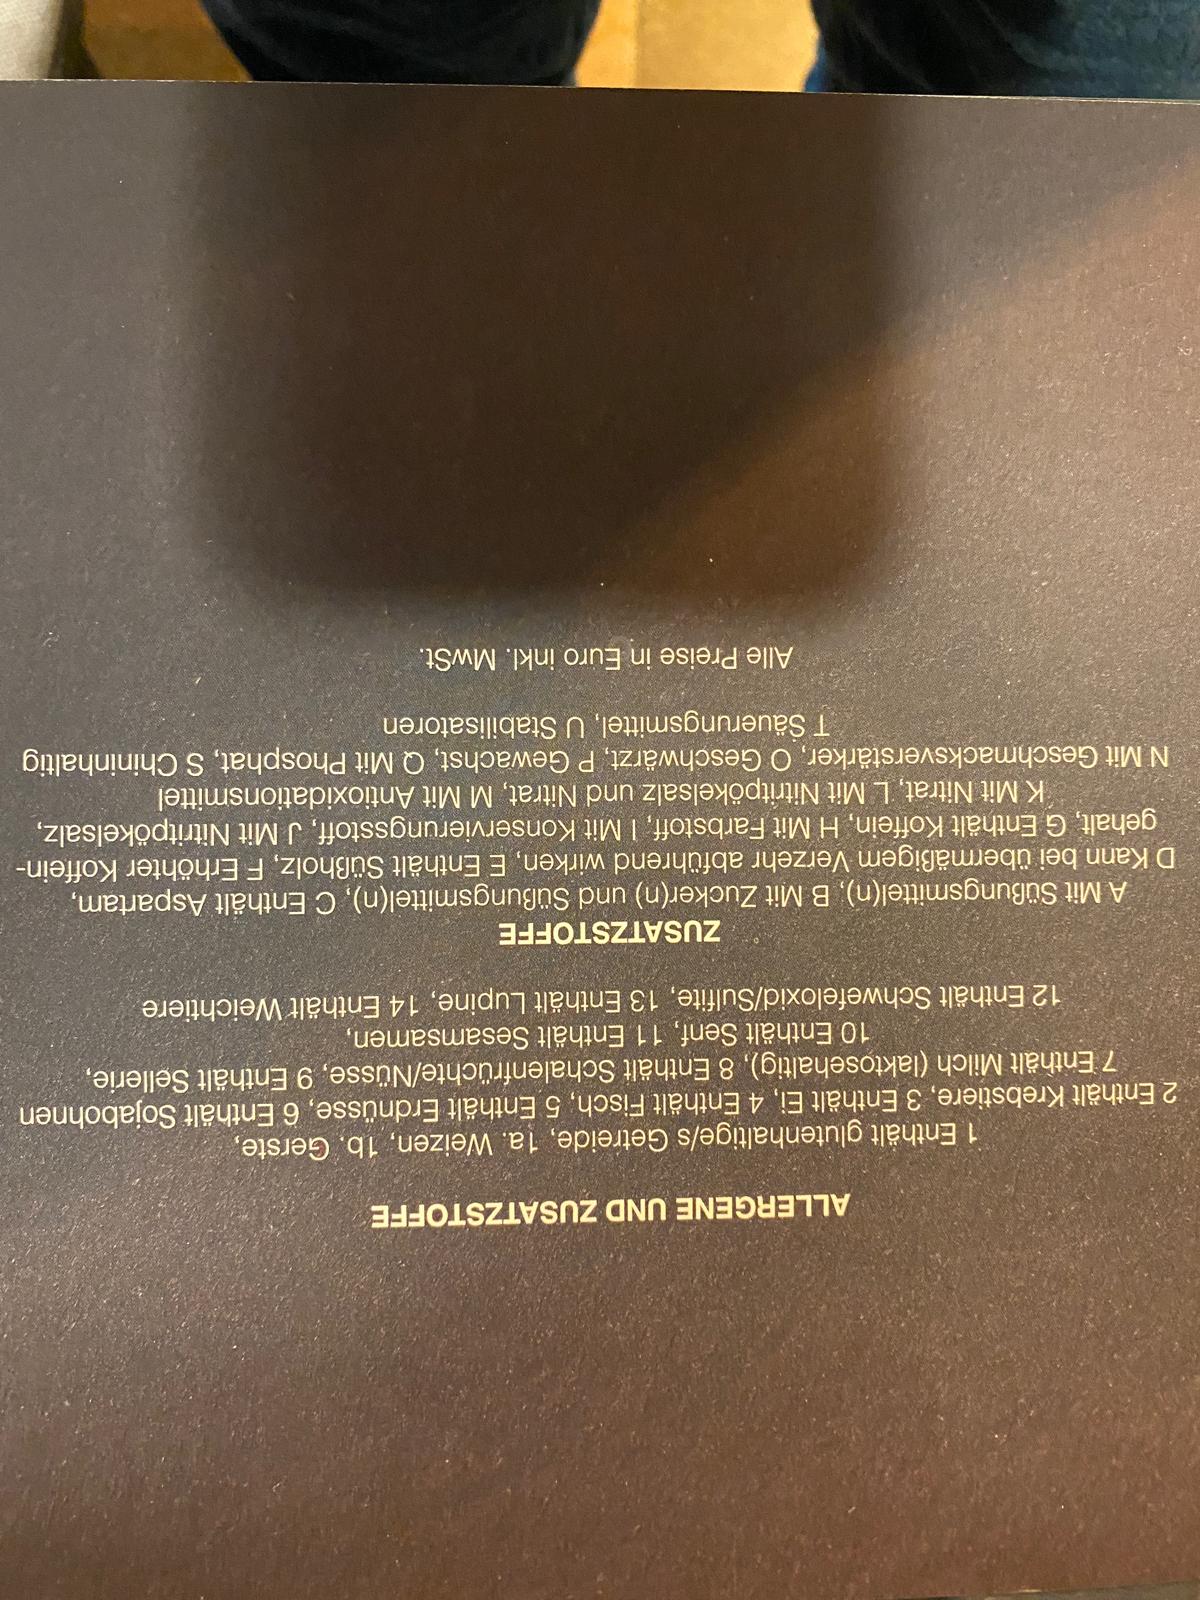 ALLERGENE UND ZUSATZSTOFFE
1 Enthält glutenhaltige/s Getreide, 1a. Weizen, 1b. Gerste,
2 Enthält Krebstiere, 3 Enthält Ei, 4 Enthält Fisch, 5 Enthält Erdnüsse, 6 Enthält Sojabohnen
7 Enthält Milch (laktosehaltig), 8 Enthält Schalenfrüchte/Nüsse, 9 Enthält Sellerie,
10 Enthält Senf, 11 Enthält Sesamsamen,
12 Enthält Schwefeloxid/Sulfite, 13 Enthält Lupine, 14 Enthält Weichtiere
ZUSATZSTOFFE
A Mit Süßungsmittel(n), B Mit Zucker(n) und Süßungsmittel(n), C Enthält Aspartam,
D Kann bei übermäßigem Verzehr abführend wirken, E Enthält Süßholz, F Erhöhter Koffein-
gehalt, G Enthält Koffein, H Mit Farbstoff, I Mit Konservierungsstoff, J Mit Nitritpökelsalz,
K Mit Nitrat, L Mit Nitritpökelsalz und Nitrat, M Mit Antioxidationsmittel
N Mit Geschmacksverstärker, O Geschwärzt, P Gewachst, Q Mit Phosphat, S Chininhaltig
T Säuerungsmittel, U Stabilisatoren
Alle Preise in Euro inkl. MwSt.